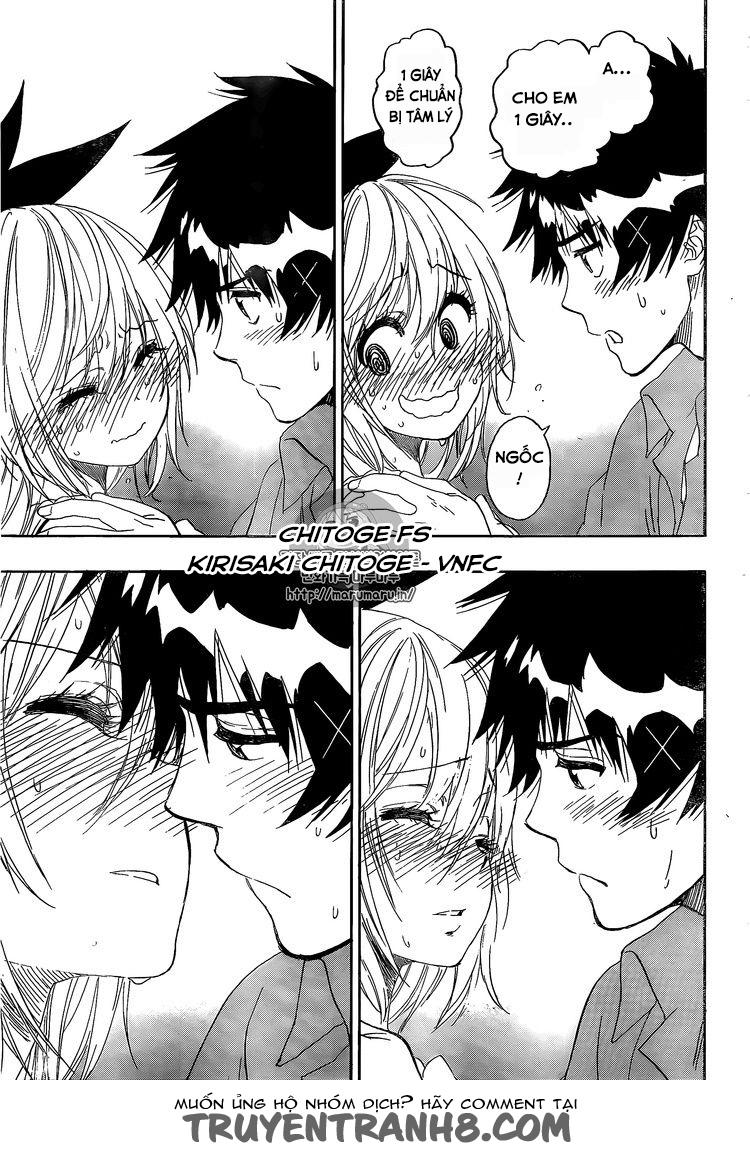 A...
CHO EM
1 GIÂY..
1 GIÂY
ĐỂ CHUẨN
BỊ TÂM LÝ
NGỐC
!
CHITOGE FS
KIRISAKI CHITOGE - VNFC
http://marumaru.in/
MUỐN ỦNG HỘ NHÓM DỊCH? HÃY COMMENT TẠI
TRUYENTRANH8.COM